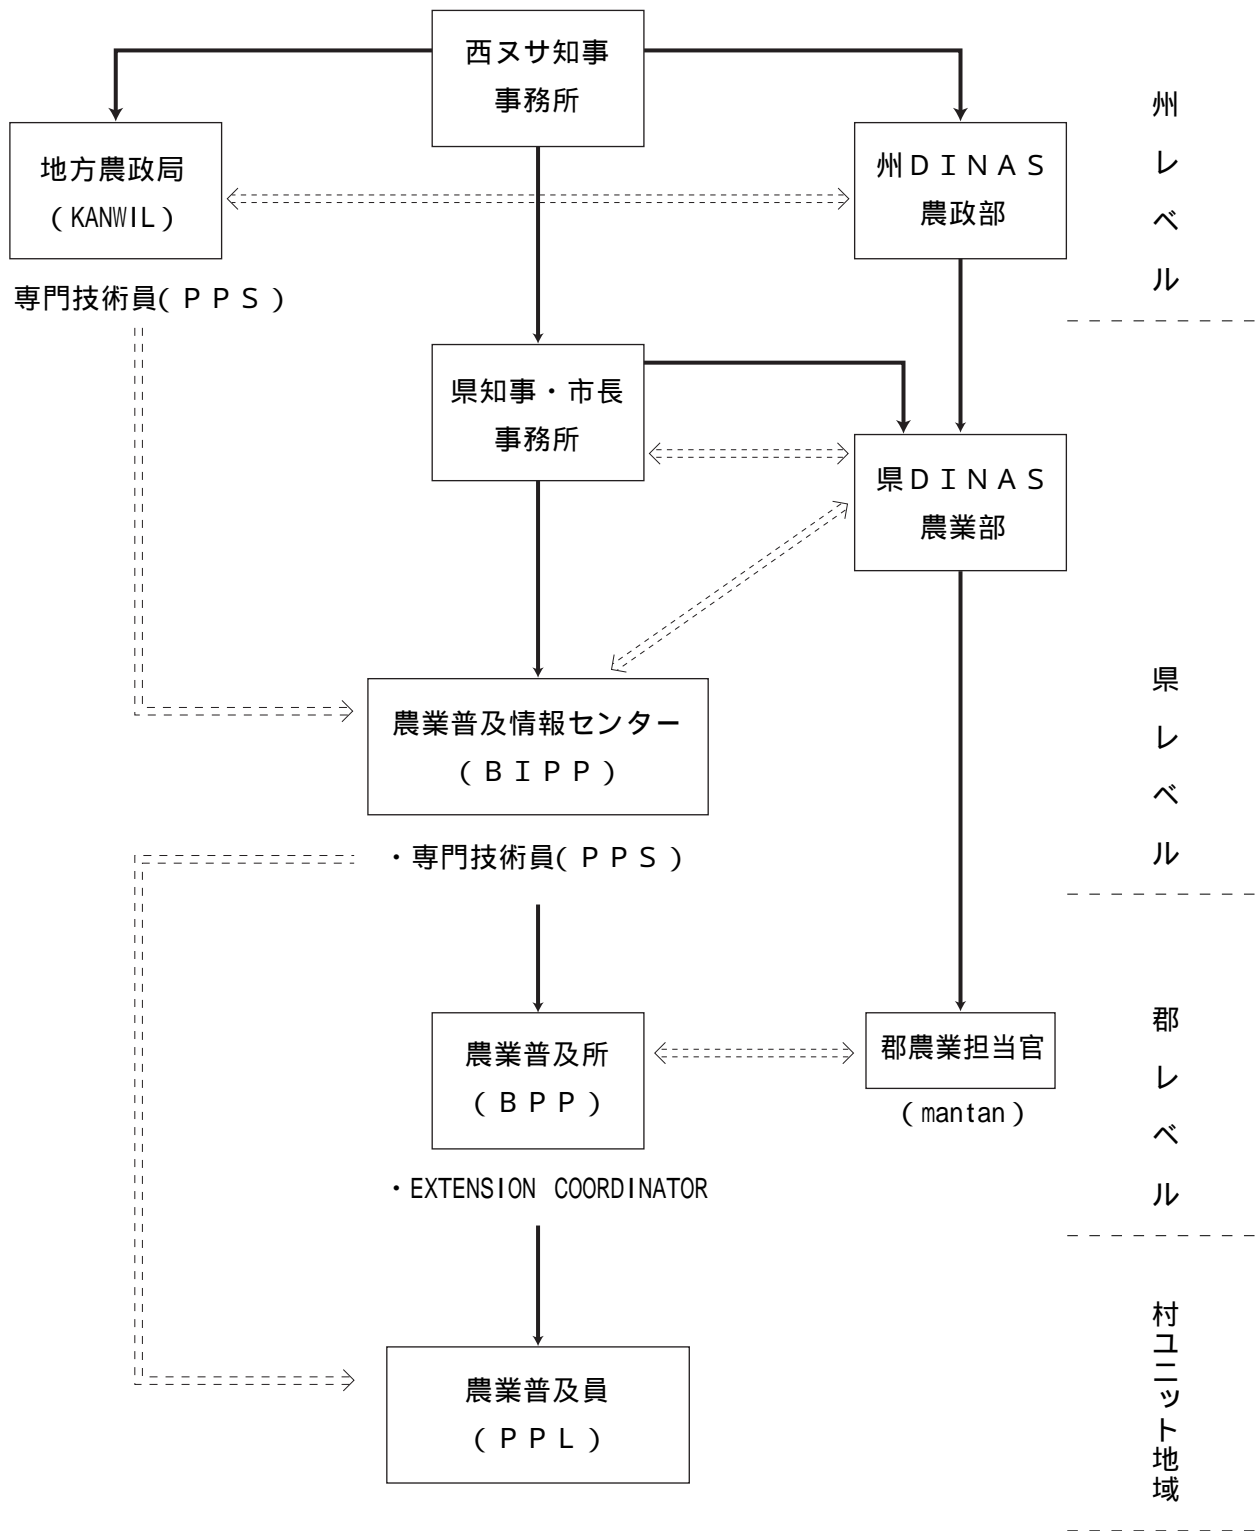 西ヌサ知事
事務所
地方農政局
(KANWIL)
州ＤＩＮＡＳ
農政部
専門技術員(ＰＰＳ)
州レベル
県知事・市長
事務所
県ＤＩＮＡＳ
農業部
農業普及情報センター
(ＢＩＰＰ)
・専門技術員(ＰＰＳ)
県レベル
農業普及所
(ＢＰＰ)
郡農業担当官
(mantan)
・EXTENSION COORDINATOR
郡レベル
農業普及員
(ＰＰＬ)
村ユニット地域